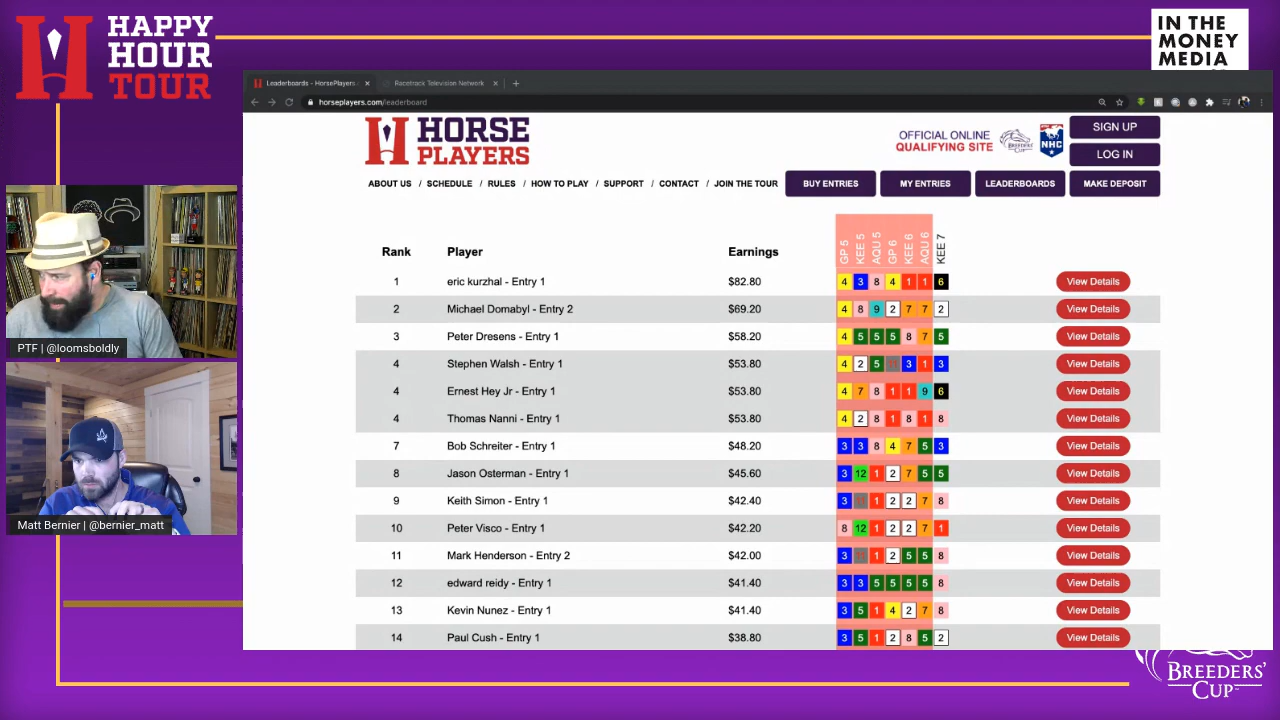 HAPPY
HOUR
TOUR
IN THE
MONEY
MEDIA
Leaderboards - HorsePlayers
Racetrack Television Network
horseplayers.com/leaderboard
HORSE
PLAYERS
OFFICIAL ONLINE
QUALIFYING SITE
BREEDERS' CUP
NHC
SIGN UP
LOG IN
ABOUT US / SCHEDULE / RULES / HOW TO PLAY / SUPPORT / CONTACT / JOIN THE TOUR
BUY ENTRIES
MY ENTRIES
LEADERBOARDS
MAKE DEPOSIT
Rank Player Earnings GP 5 KEE 5 AQU 5 GP 6 KEE 6 AQU 6 KEE 7
1 eric kurzhal - Entry 1 $82.80 4 3 8 4 1 1 6 View Details
2 Michael Domabyl - Entry 2 $69.20 4 8 9 2 7 7 2 View Details
3 Peter Dresens - Entry 1 $58.20 4 5 5 5 8 7 5 View Details
4 Stephen Walsh - Entry 1 $53.80 4 2 5 11 3 1 3 View Details
4 Ernest Hey Jr - Entry 1 $53.80 4 7 8 1 1 9 6 View Details
4 Thomas Nanni - Entry 1 $53.80 4 2 8 1 8 1 8 View Details
7 Bob Schreiter - Entry 1 $48.20 3 3 8 4 7 5 3 View Details
8 Jason Osterman - Entry 1 $45.60 3 12 1 2 7 5 5 View Details
9 Keith Simon - Entry 1 $42.40 3 11 1 2 2 7 8 View Details
10 Peter Visco - Entry 1 $42.20 8 12 1 2 2 7 1 View Details
11 Mark Henderson - Entry 2 $42.00 3 11 1 2 5 5 8 View Details
12 edward reidy - Entry 1 $41.40 3 3 5 5 5 5 8 View Details
13 Kevin Nunez - Entry 1 $41.40 3 5 1 4 2 7 8 View Details
14 Paul Cush - Entry 1 $38.80 3 5 1 2 8 5 2 View Details
PTF | @loomsboldly
Matt Bernier | @bernier_matt
BREEDERS'
CUP